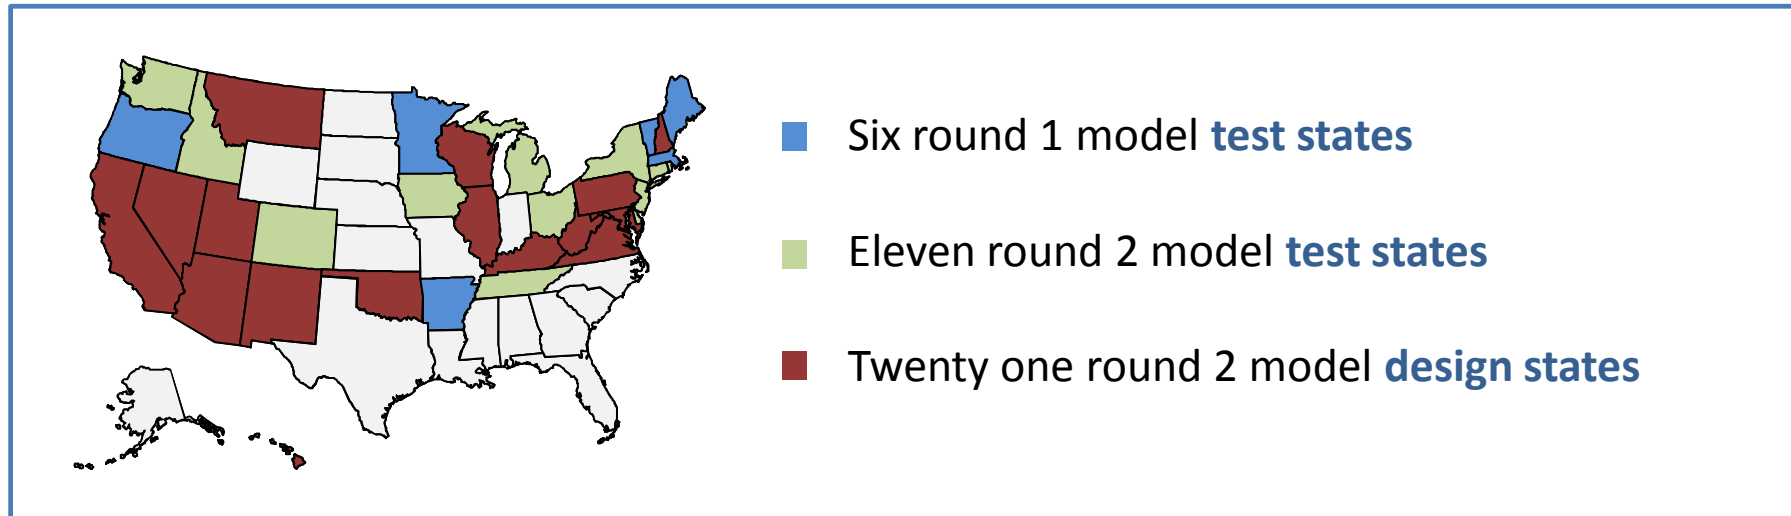 Six round 1 model test states
Eleven round 2 model test states
Twenty one round 2 model design states